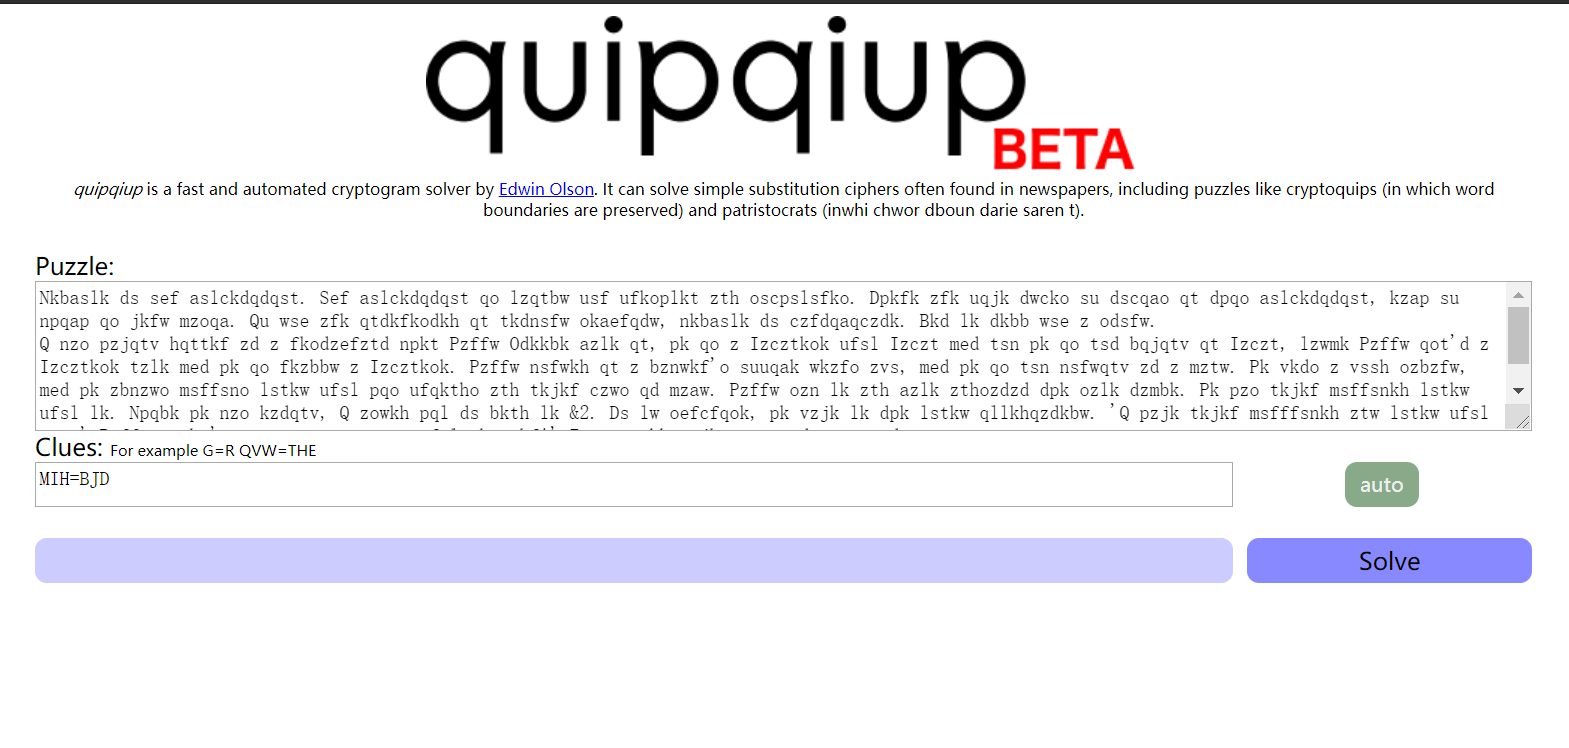 quipqiup
BETA
quipqiup is a fast and automated cryptogram solver by Edwin Olson. It can solve simple substitution ciphers often found in newspapers, including puzzles like cryptoquips (in which word
boundaries are preserved) and patristocrats (inwhi chwor dboun darie saren t).
Puzzle:
Nkbaslk ds sef aslckdqdqst. Sef aslckdqdqst qo lzqtbw usf ufkoplkt zth oscpslsfko. Dpkfk zfk uqjk dwcko su dscqao qt dpqo aslckdqdqst, kzap su
npqap qo jkfw mzoqa. Qu wse zfk qtdkfkodkh qt tkdnsfw okaefqdw, nkbaslk ds czfdqaqczdk. Bkd lk dkbb wse z odsfw.
Q nzo pzjqtv hqttkf zd z fkodzefztd npkt Pzffw Odkkbk azlk qt, pk qo z Izcztkok ufsl Izczt med tsn pk qo tsd bqjqtv qt Izczt, lzwmk Pzffw qot'd z
Izcztkok tzlk med pk qo fkzbbw z Izcztkok. Pzffw nsfwkh qt z bznwkf'o suuqak wkzfo zvs, med pk qo tsn nsfwqtv zd z mztw. Pk vkdo z vssh ozbzfw,
med pk zbnzwo msffsno lstkw ufsl pqo ufqktho zth tkjkf czwo qd mzaw. Pzffw ozn lk zth azlk zthozdzd dpk ozlk dzmbk. Pk pzo tkjkf msffsnkh lstkw
ufsl lk. Npqbk pk nzo kzdqtv, Q zowkh pql ds bkth lk &2. Ds lw oefcfqok, pk vzjk lk dpk lstkw qllkhqzdkbw. 'Q pzjk tkjkf msfffsnkh ztw lstkw ufsl
Clues: For example G=R QVW=THE
MIH=BJD
auto
Solve